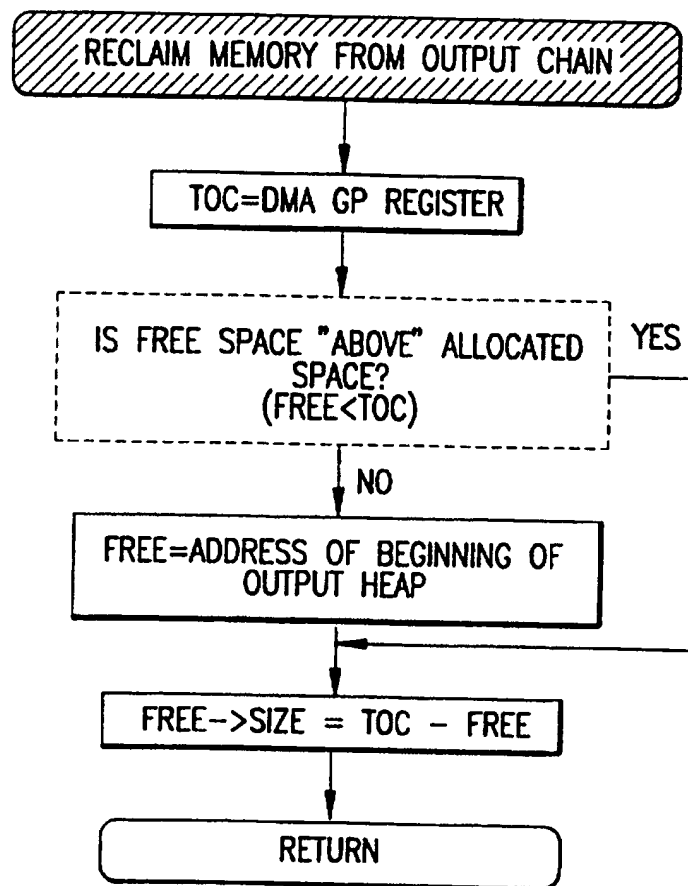 RECLAIM MEMORY FROM OUTPUT CHAIN
TOC=DMA GP REGISTER
IS FREE SPACE "ABOVE" ALLOCATED
SPACE?
(FREE<TOC)
YES
NO
FREE=ADDRESS OF BEGINNING OF
OUTPUT HEAP
FREE->SIZE = TOC - FREE
RETURN